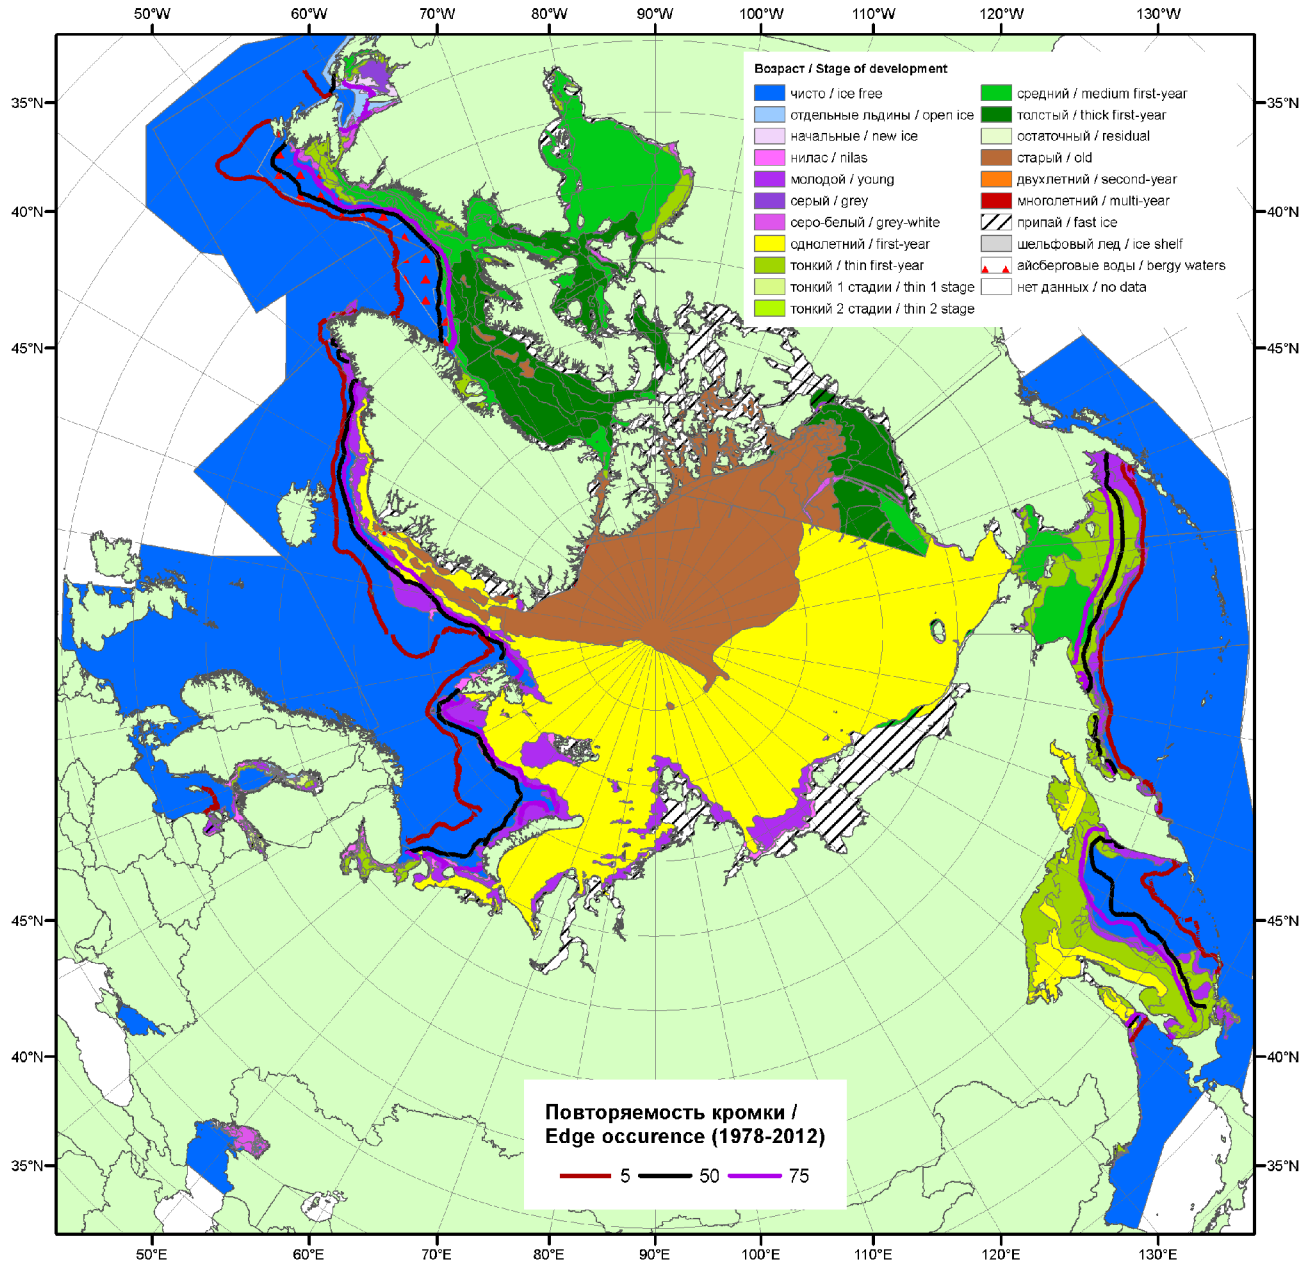 50°W 60°W 70°W 80°W 90°W 100°W 110°W 120°W 130°W
Возраст / Stage of development
чисто / ice free
отдельные льдины / open ice
начальные / new ice
нилас / nilas
молодой / young
серый / grey
серо-белый / grey-white
однолетний / first-year
тонкий / thin first-year
тонкий 1 стадии / thin 1 stage
тонкий 2 стадии / thin 2 stage
средний / medium first-year
толстый / thick first-year
остаточный / residual
старый / old
двухлетний / second-year
многолетний / multi-year
припай / fast ice
шельфовый лед / ice shelf
айсберговые воды / bergy waters
нет данных / no data
35°N 35°N
40°N 40°N
45°N 45°N
45°N 45°N
40°N 40°N
35°N 35°N
Повторяемость кромки /
Edge occurence (1978-2012)
5 50 75
50°E 60°E 70°E 80°E 90°E 100°E 110°E 120°E 130°E